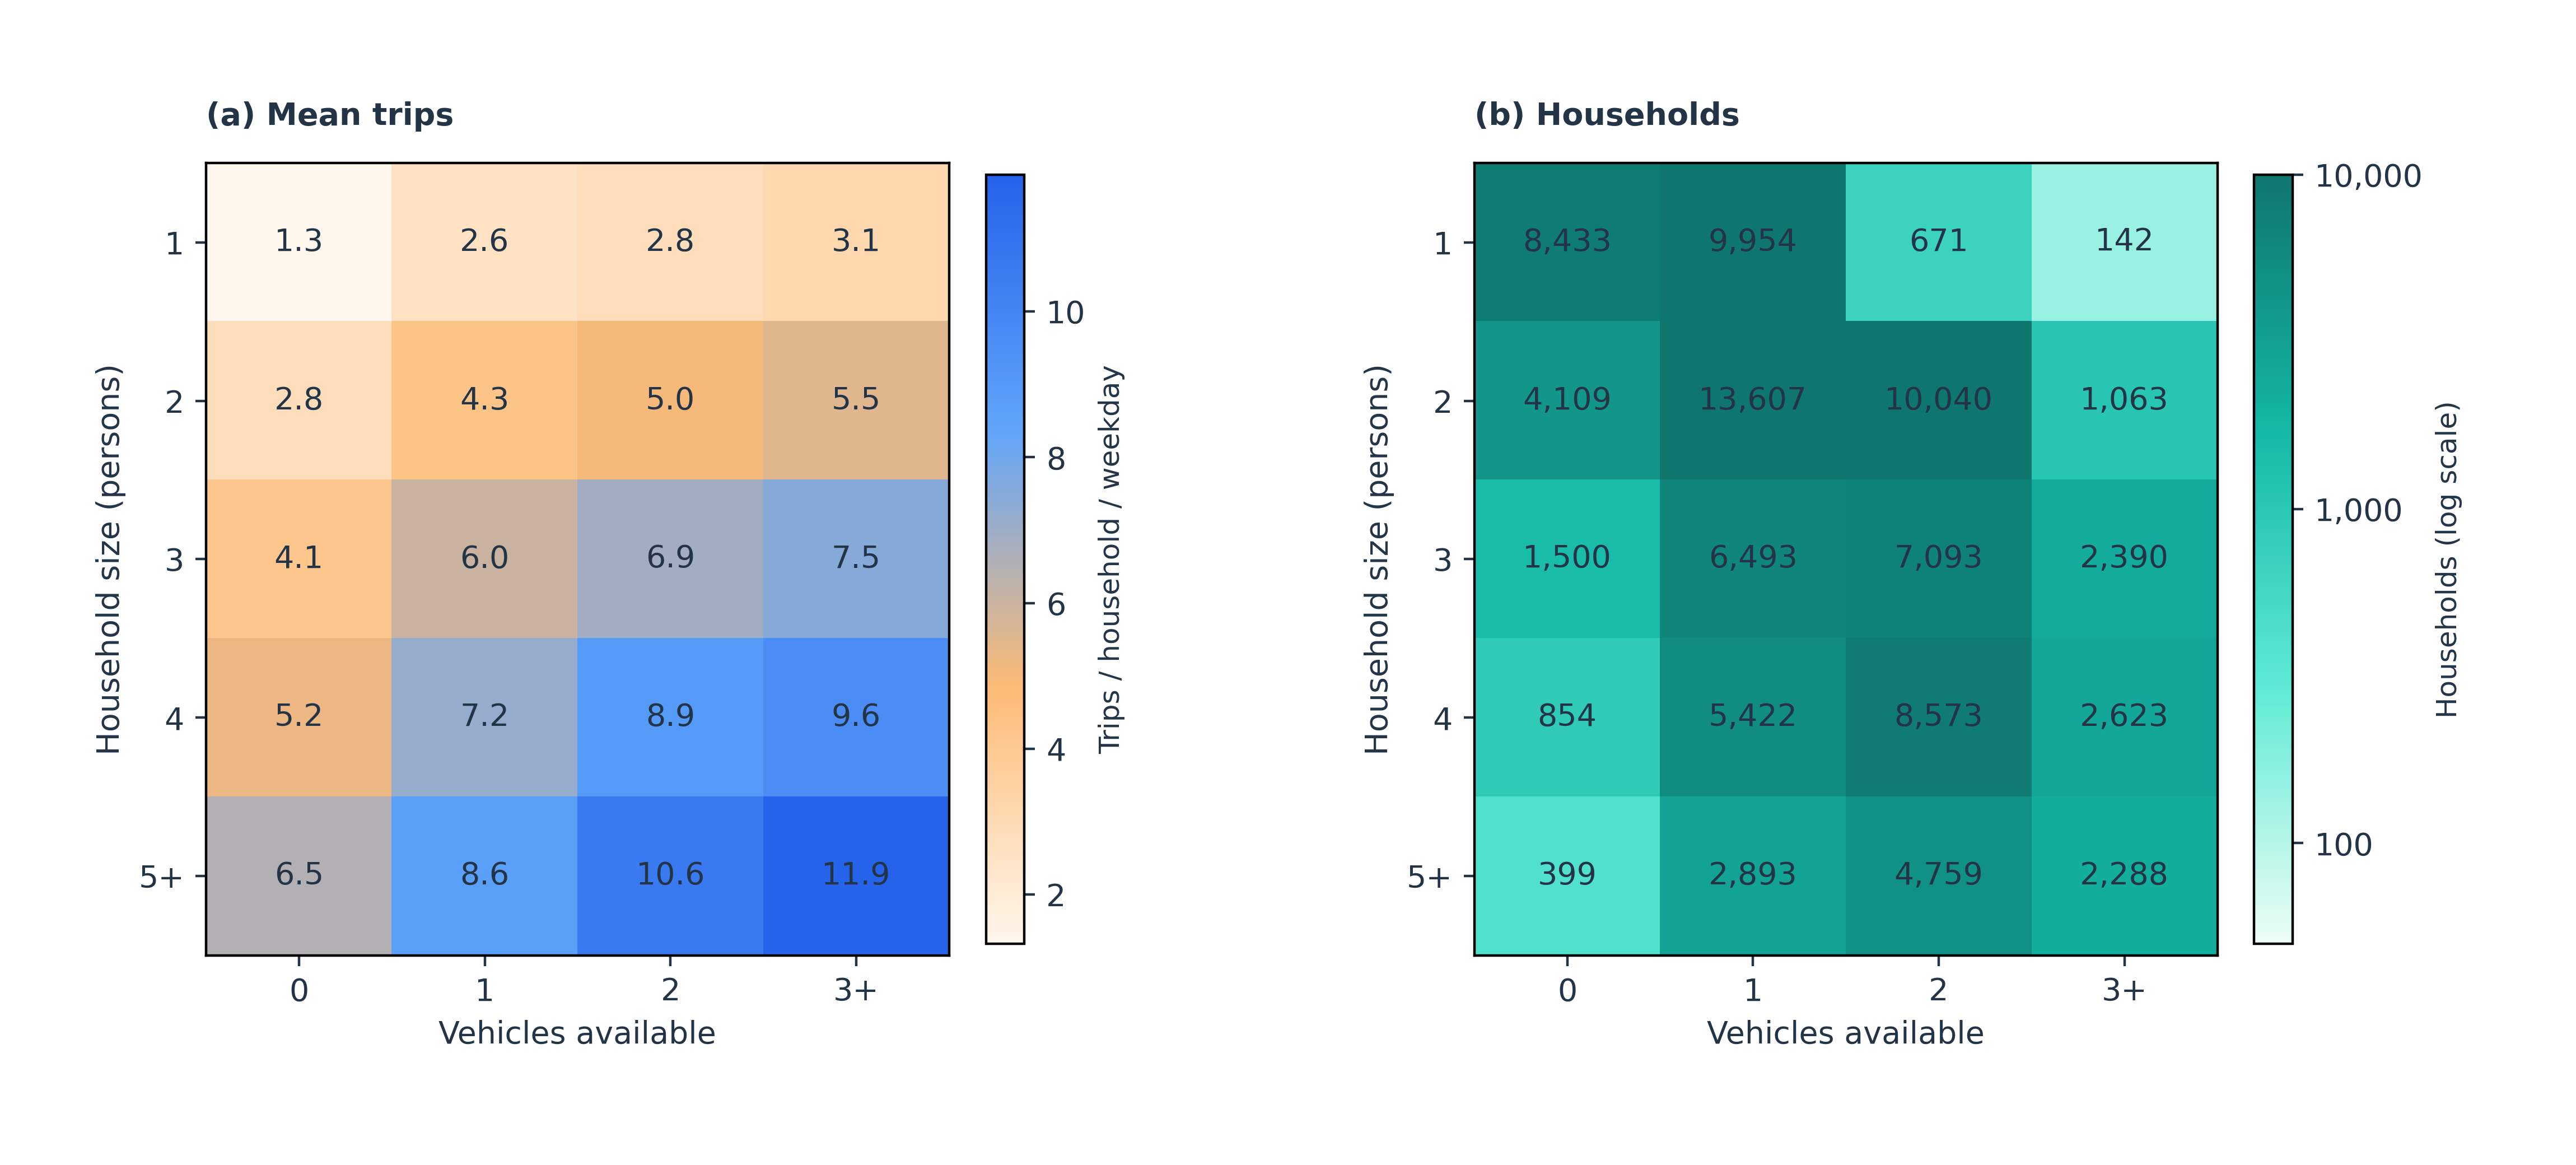 (a) Mean trips
1 1.3 2.6 2.8 3.1
2 2.8 4.3 5.0 5.5
3 4.1 6.0 6.9 7.5
4 5.2 7.2 8.9 9.6
5+ 6.5 8.6 10.6 11.9
0 1 2 3+
Vehicles available
Household size (persons)
10
8
6
4
2
Trips / household / weekday
(b) Households
1 8,433 9,954 671 142
2 4,109 13,607 10,040 1,063
3 1,500 6,493 7,093 2,390
4 854 5,422 8,573 2,623
5+ 399 2,893 4,759 2,288
0 1 2 3+
Vehicles available
Household size (persons)
10,000
1,000
100
Households (log scale)